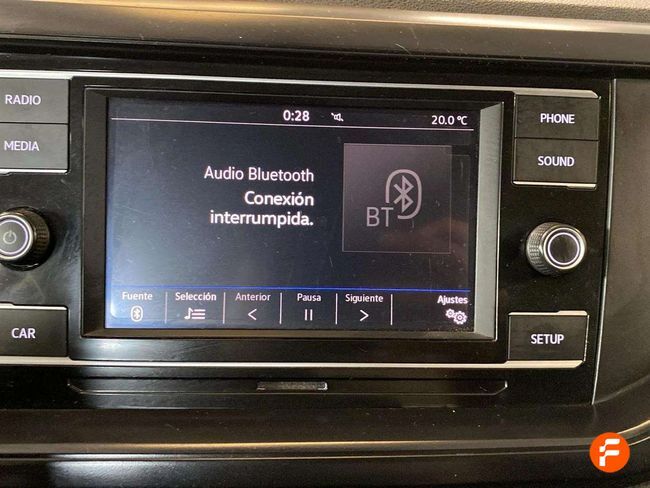 0:28
20.0 °C
RADIO
PHONE
MEDIA
SOUND
Audio Bluetooth
Conexión
interrumpida.
BT
Fuente Selección Anterior Pausa Siguiente Ajustes
CAR
SETUP